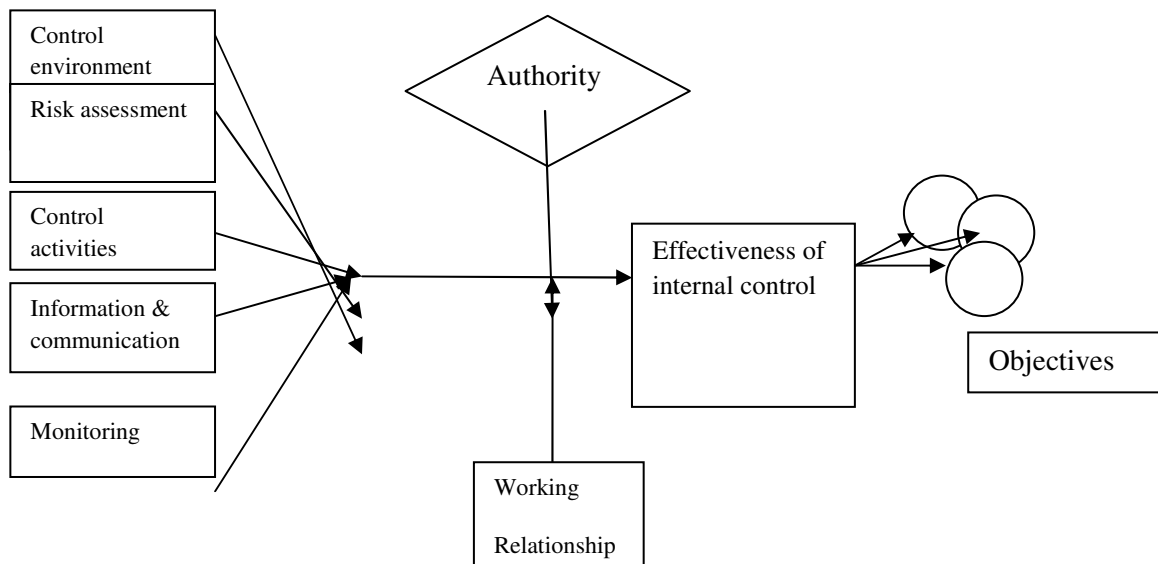 Control
environment
Risk assessment
Control
activities
Information &
communication
Monitoring
Authority
Effectiveness of
internal control
Working
Relationship
Objectives